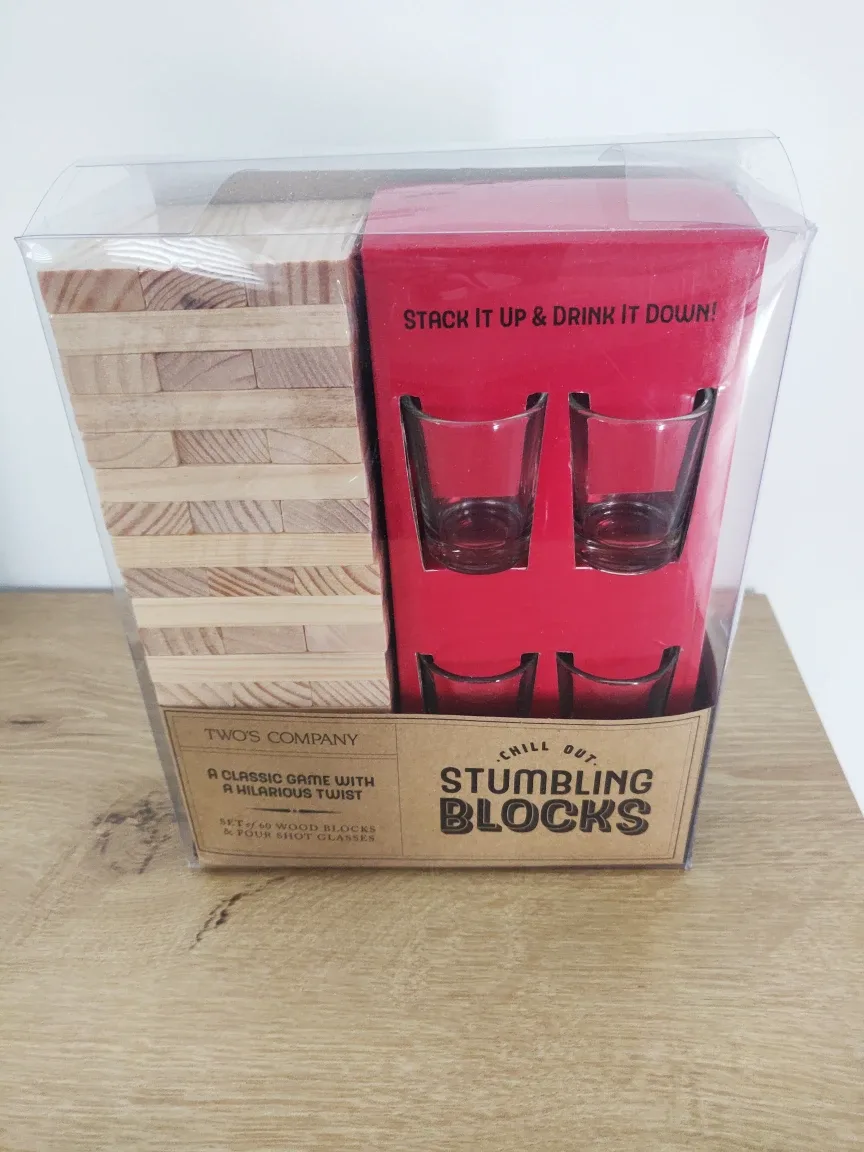 STACK IT UP & DRINK IT DOWN!
TWO'S COMPANY
A CLASSIC GAME WITH
A HILARIOUS TWIST
SET of 60 WOOD BLOCKS
& FOUR SHOT GLASSES
·CHILL OUT·
STUMBLING
BLOCKS